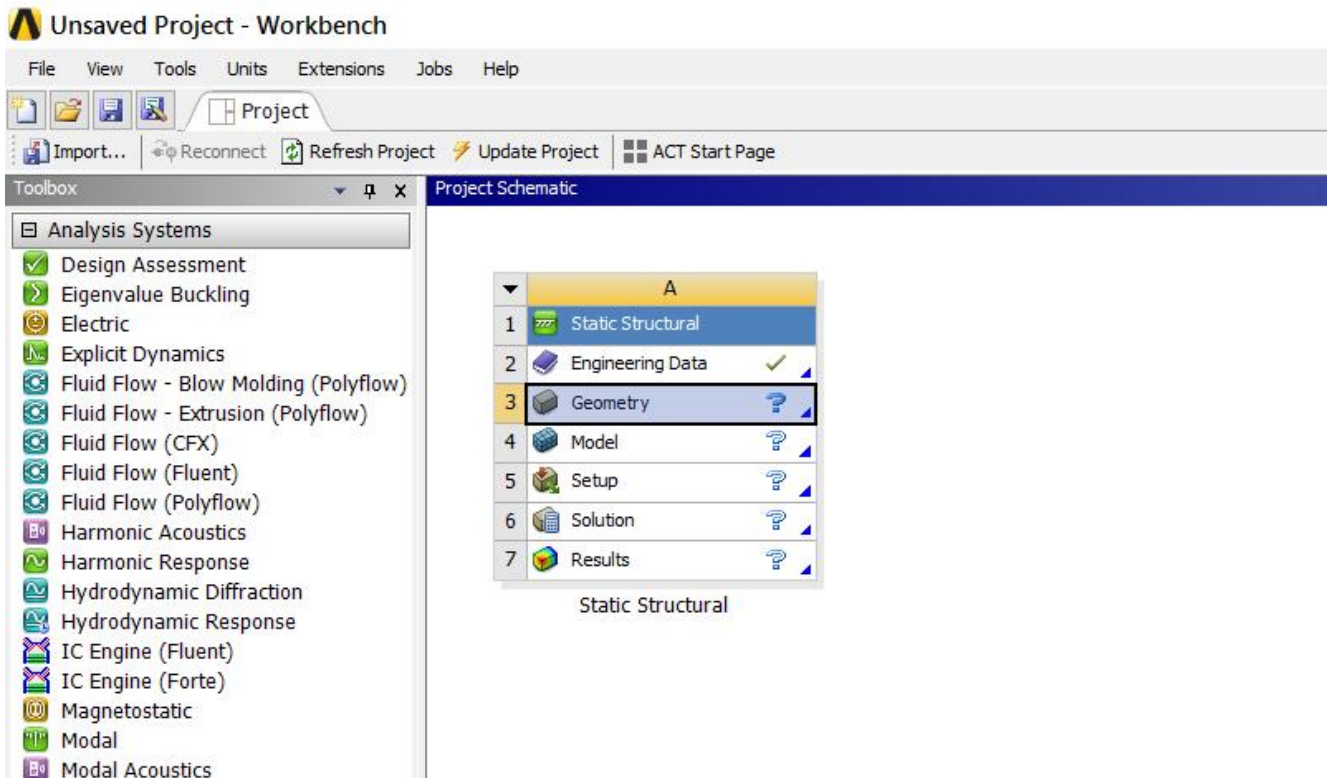 Unsaved Project - Workbench
File View Tools Units Extensions Jobs Help
Project
Import... Reconnect Refresh Project Update Project ACT Start Page
Toolbox
Project Schematic
Analysis Systems
Design Assessment
Eigenvalue Buckling
Electric
Explicit Dynamics
Fluid Flow - Blow Molding (Polyflow)
Fluid Flow - Extrusion (Polyflow)
Fluid Flow (CFX)
Fluid Flow (Fluent)
Fluid Flow (Polyflow)
Harmonic Acoustics
Harmonic Response
Hydrodynamic Diffraction
Hydrodynamic Response
IC Engine (Fluent)
IC Engine (Forte)
Magnetostatic
Modal
Modal Acoustics
A
1 Static Structural
2 Engineering Data
3 Geometry ?
4 Model ?
5 Setup ?
6 Solution ?
7 Results ?
Static Structural